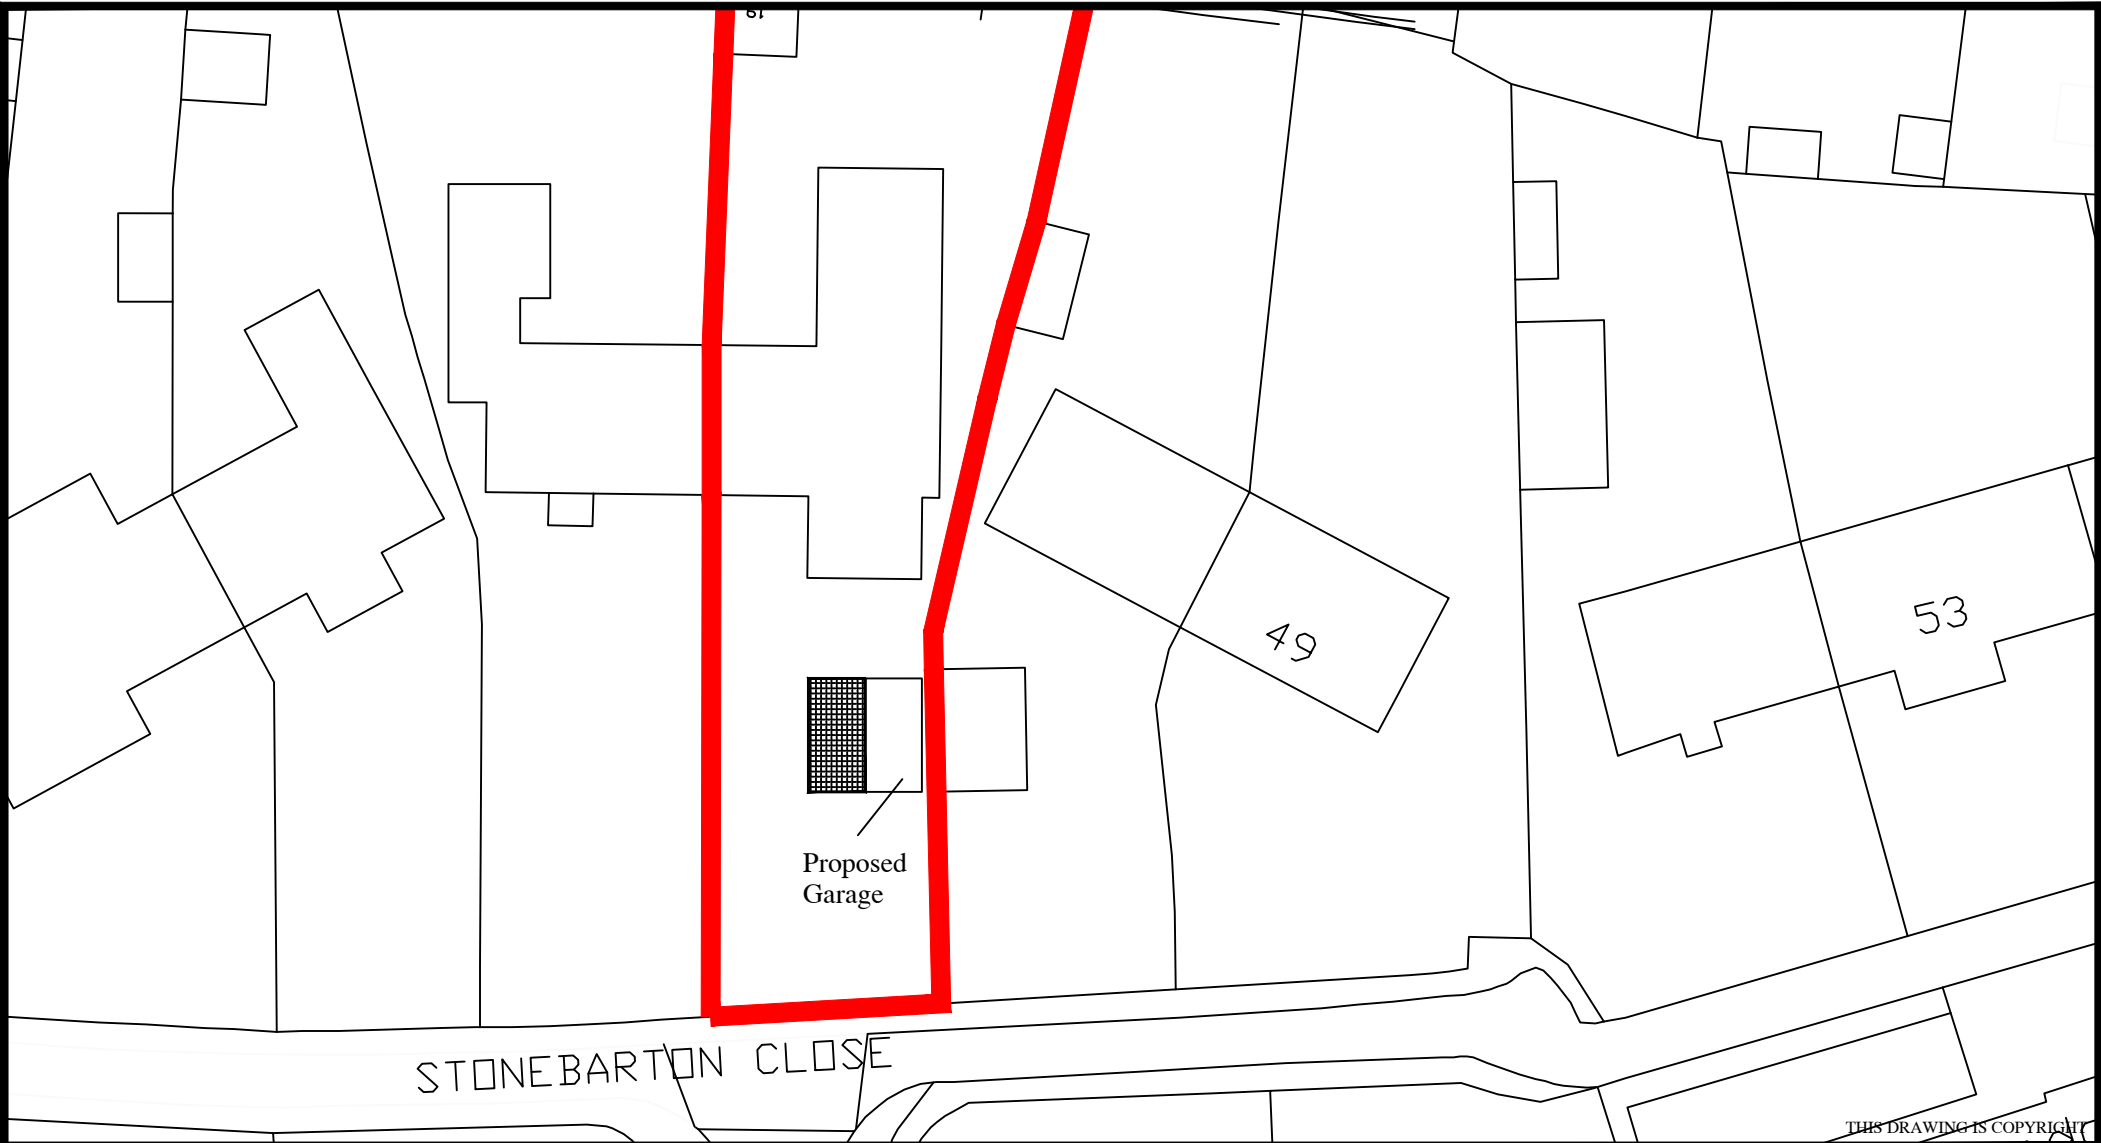 49
53
Proposed
Garage
STONEBARTON CLOSE
THIS DRAWING IS COPYRIGHT